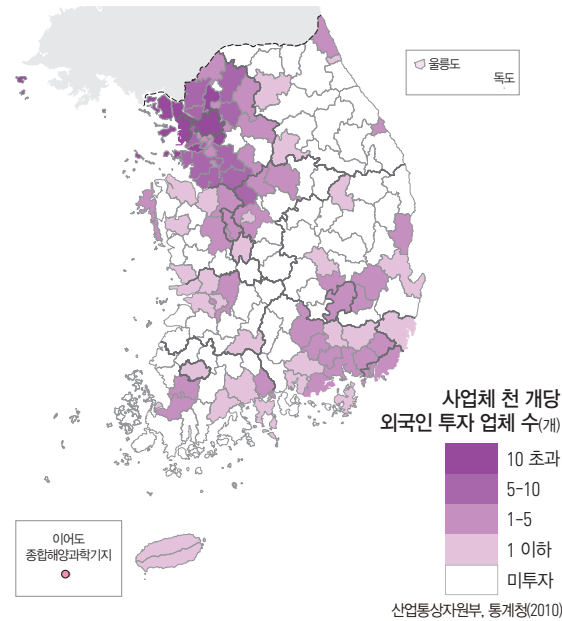 울릉도
독도
사업체 천 개당
외국인 투자 업체 수(개)
10 초과
5-10
1-5
1 이하
미투자
이어도
종합해양과학기지
산업통상자원부, 통계청(2010)